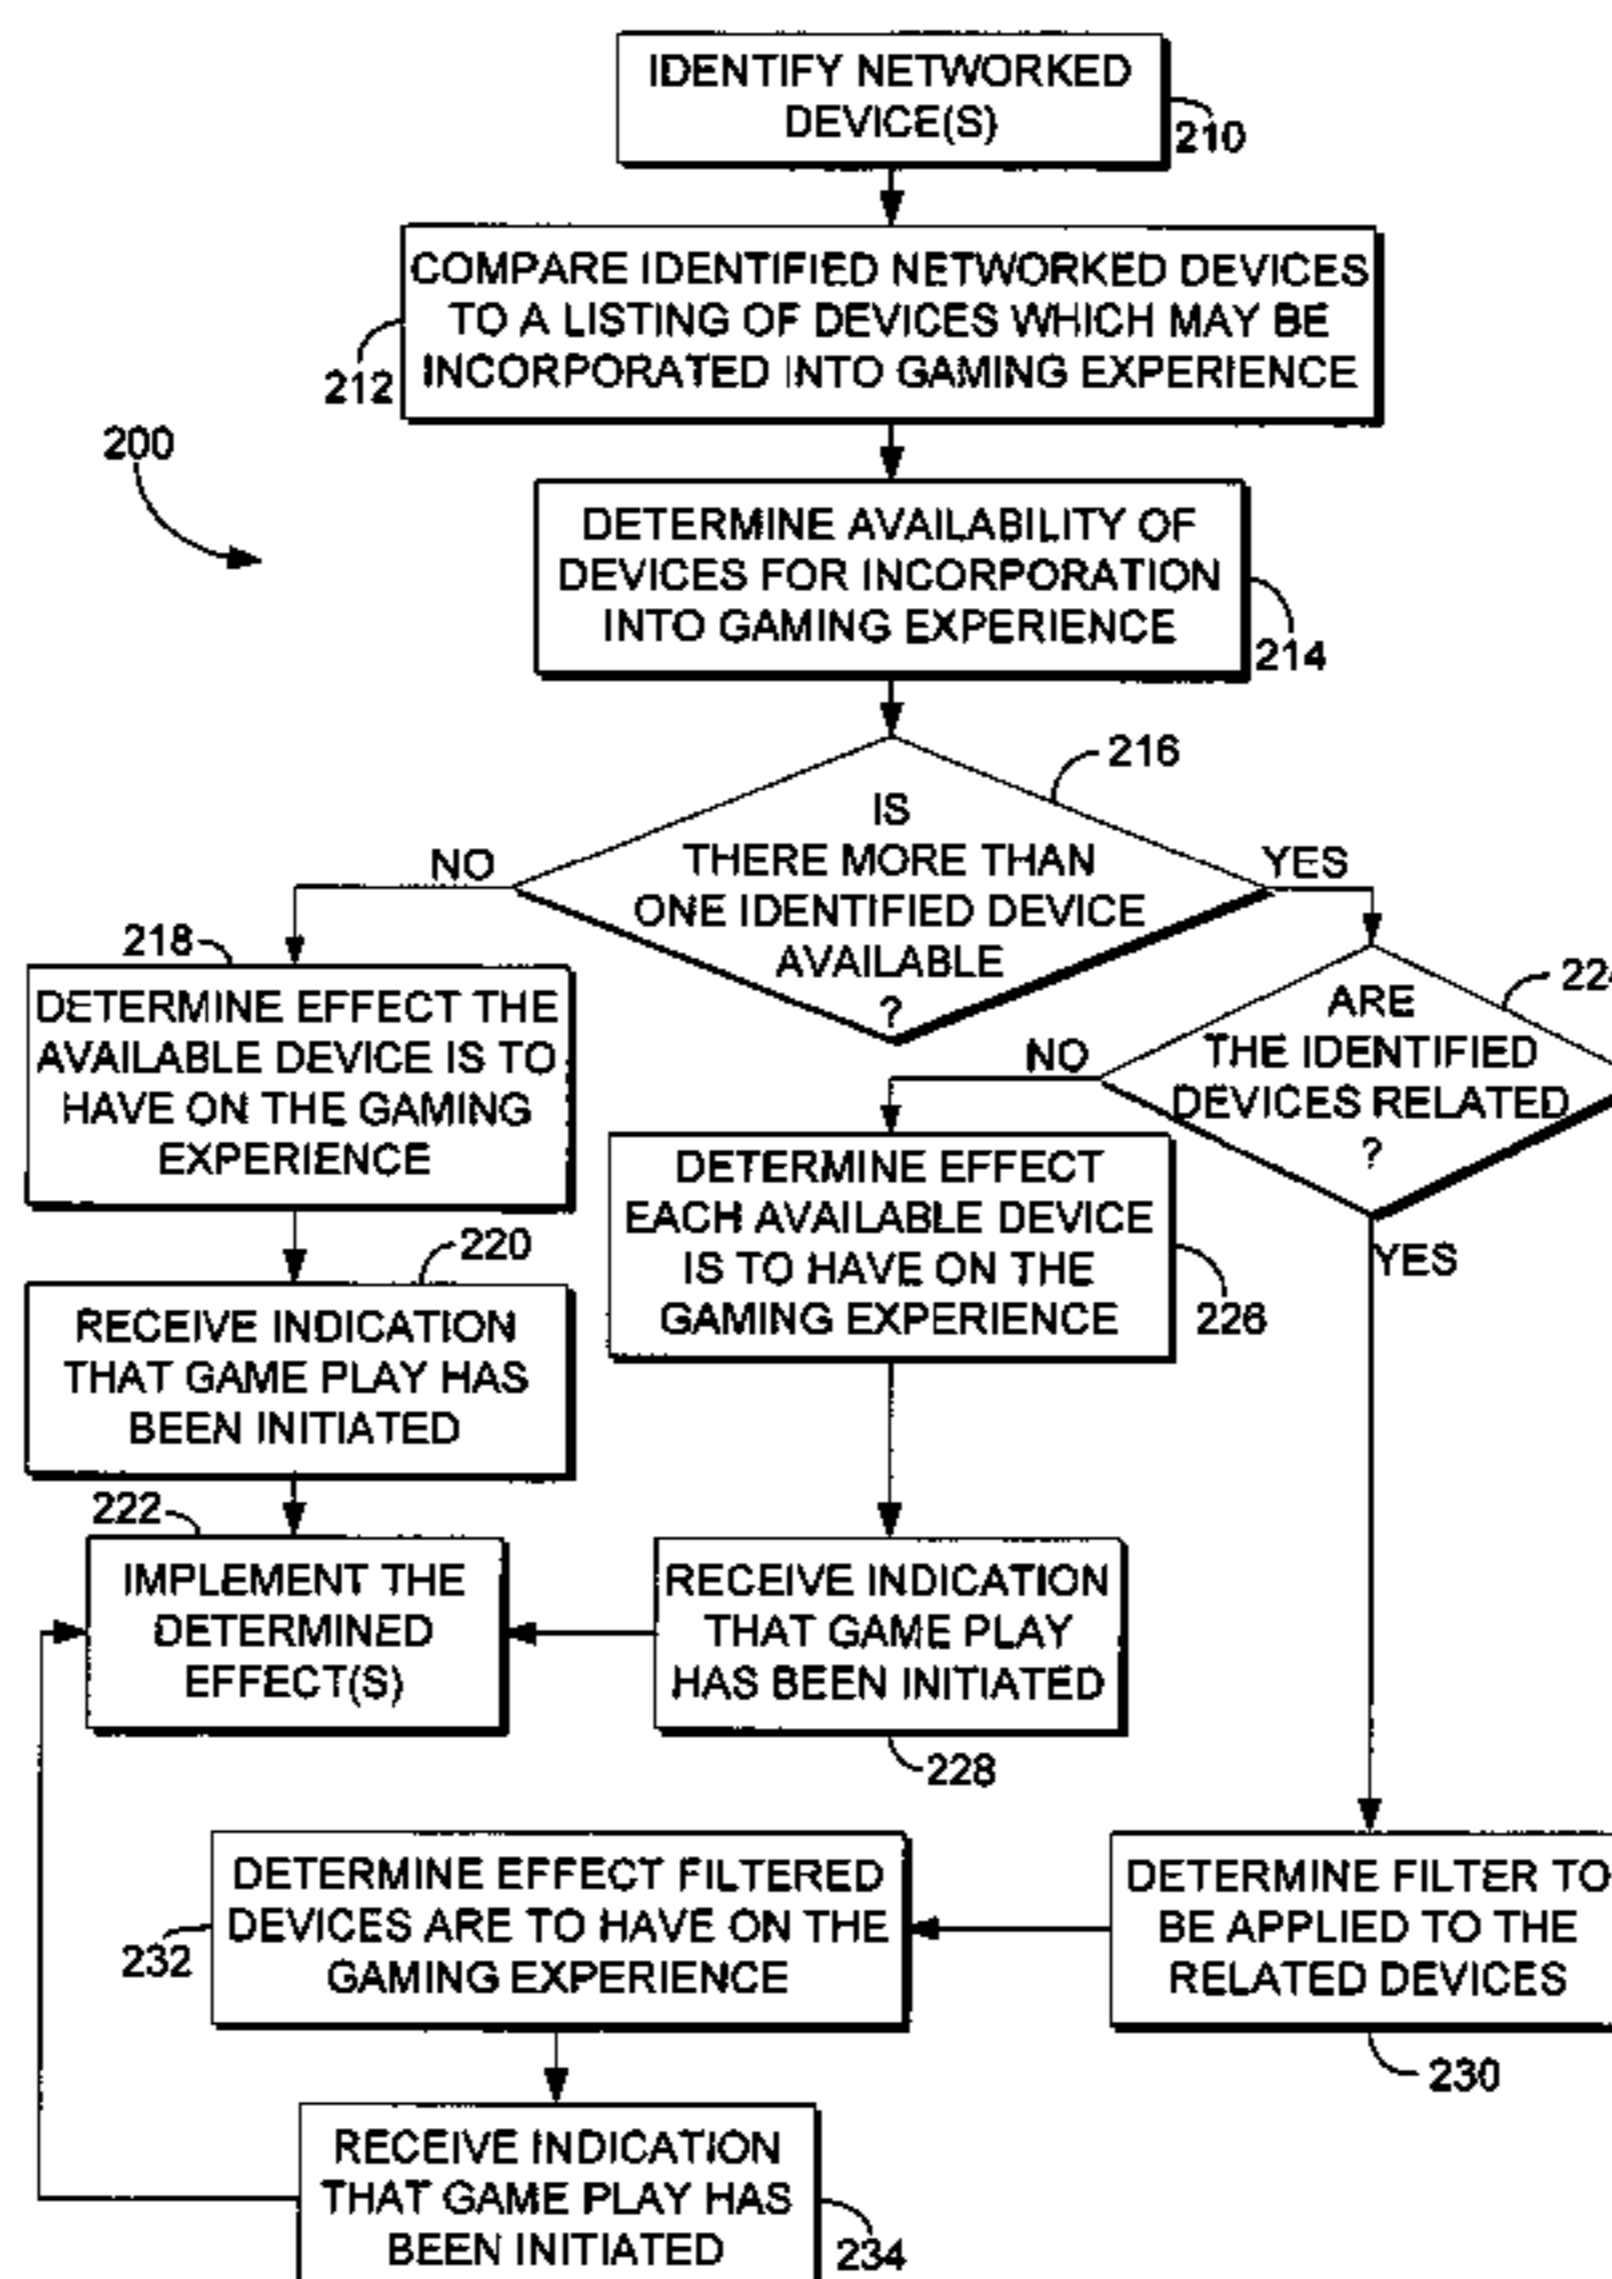 IDENTIFY NETWORKED
DEVICE(S)
210
COMPARE IDENTIFIED NETWORKED DEVICES
TO A LISTING OF DEVICES WHICH MAY BE
INCORPORATED INTO GAMING EXPERIENCE
212
200
DETERMINE AVAILABILITY OF
DEVICES FOR INCORPORATION
INTO GAMING EXPERIENCE
214
216
IS
THERE MORE THAN
ONE IDENTIFIED DEVICE
AVAILABLE
?
NO
YES
218
DETERMINE EFFECT THE
AVAILABLE DEVICE IS TO
HAVE ON THE GAMING
EXPERIENCE
ARE
THE IDENTIFIED
DEVICES RELATED
?
NO
YES
DETERMINE EFFECT
EACH AVAILABLE DEVICE
IS TO HAVE ON THE
GAMING EXPERIENCE
226
220
RECEIVE INDICATION
THAT GAME PLAY HAS
BEEN INITIATED
222
IMPLEMENT THE
DETERMINED
EFFECT(S)
RECEIVE INDICATION
THAT GAME PLAY
HAS BEEN INITIATED
228
DETERMINE EFFECT FILTERED
DEVICES ARE TO HAVE ON THE
GAMING EXPERIENCE
232
DETERMINE FILTER TO
BE APPLIED TO THE
RELATED DEVICES
230
RECEIVE INDICATION
THAT GAME PLAY HAS
BEEN INITIATED
234